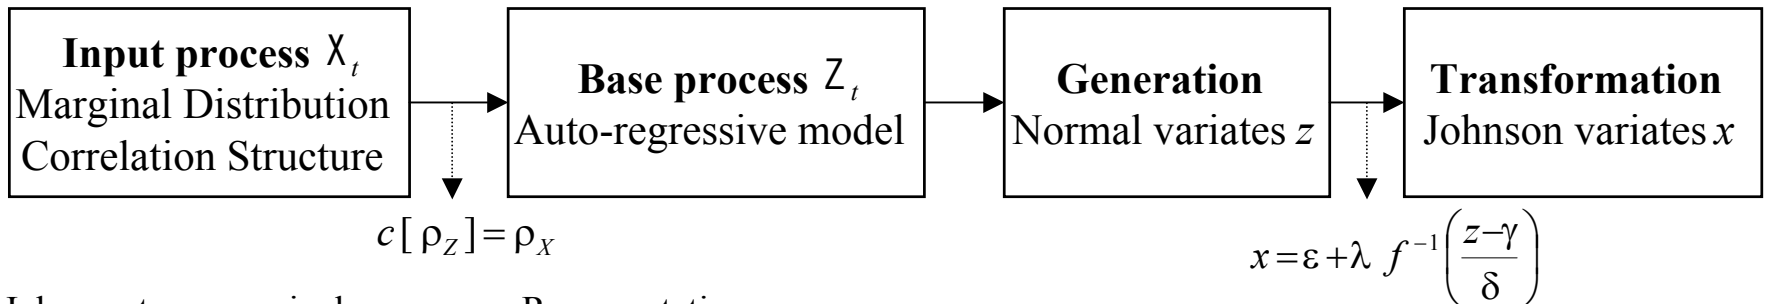 Input process X_t
Marginal Distribution
Correlation Structure
Base process Z_t
Auto-regressive model
Generation
Normal variates z
Transformation
Johnson variates x
c[ρ_Z]=ρ_X
x=ε+λ f⁻¹((z−γ)/δ)